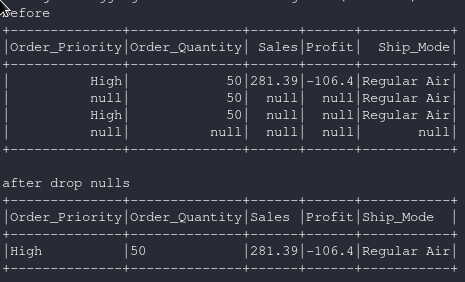 before
+--------------+--------------+------+------+-----------+
|Order_Priority|Order_Quantity| Sales|Profit|  Ship_Mode|
+--------------+--------------+------+------+-----------+
|          High|            50|281.39|-106.4|Regular Air|
|          null|            50|  null|  null|Regular Air|
|          High|            50|  null|  null|Regular Air|
|          null|          null|  null|  null|       null|
+--------------+--------------+------+------+-----------+
after drop nulls
+--------------+--------------+------+------+-----------+
|Order_Priority|Order_Quantity|Sales |Profit|Ship_Mode  |
+--------------+--------------+------+------+-----------+
|High          |50            |281.39|-106.4|Regular Air|
+--------------+--------------+------+------+-----------+